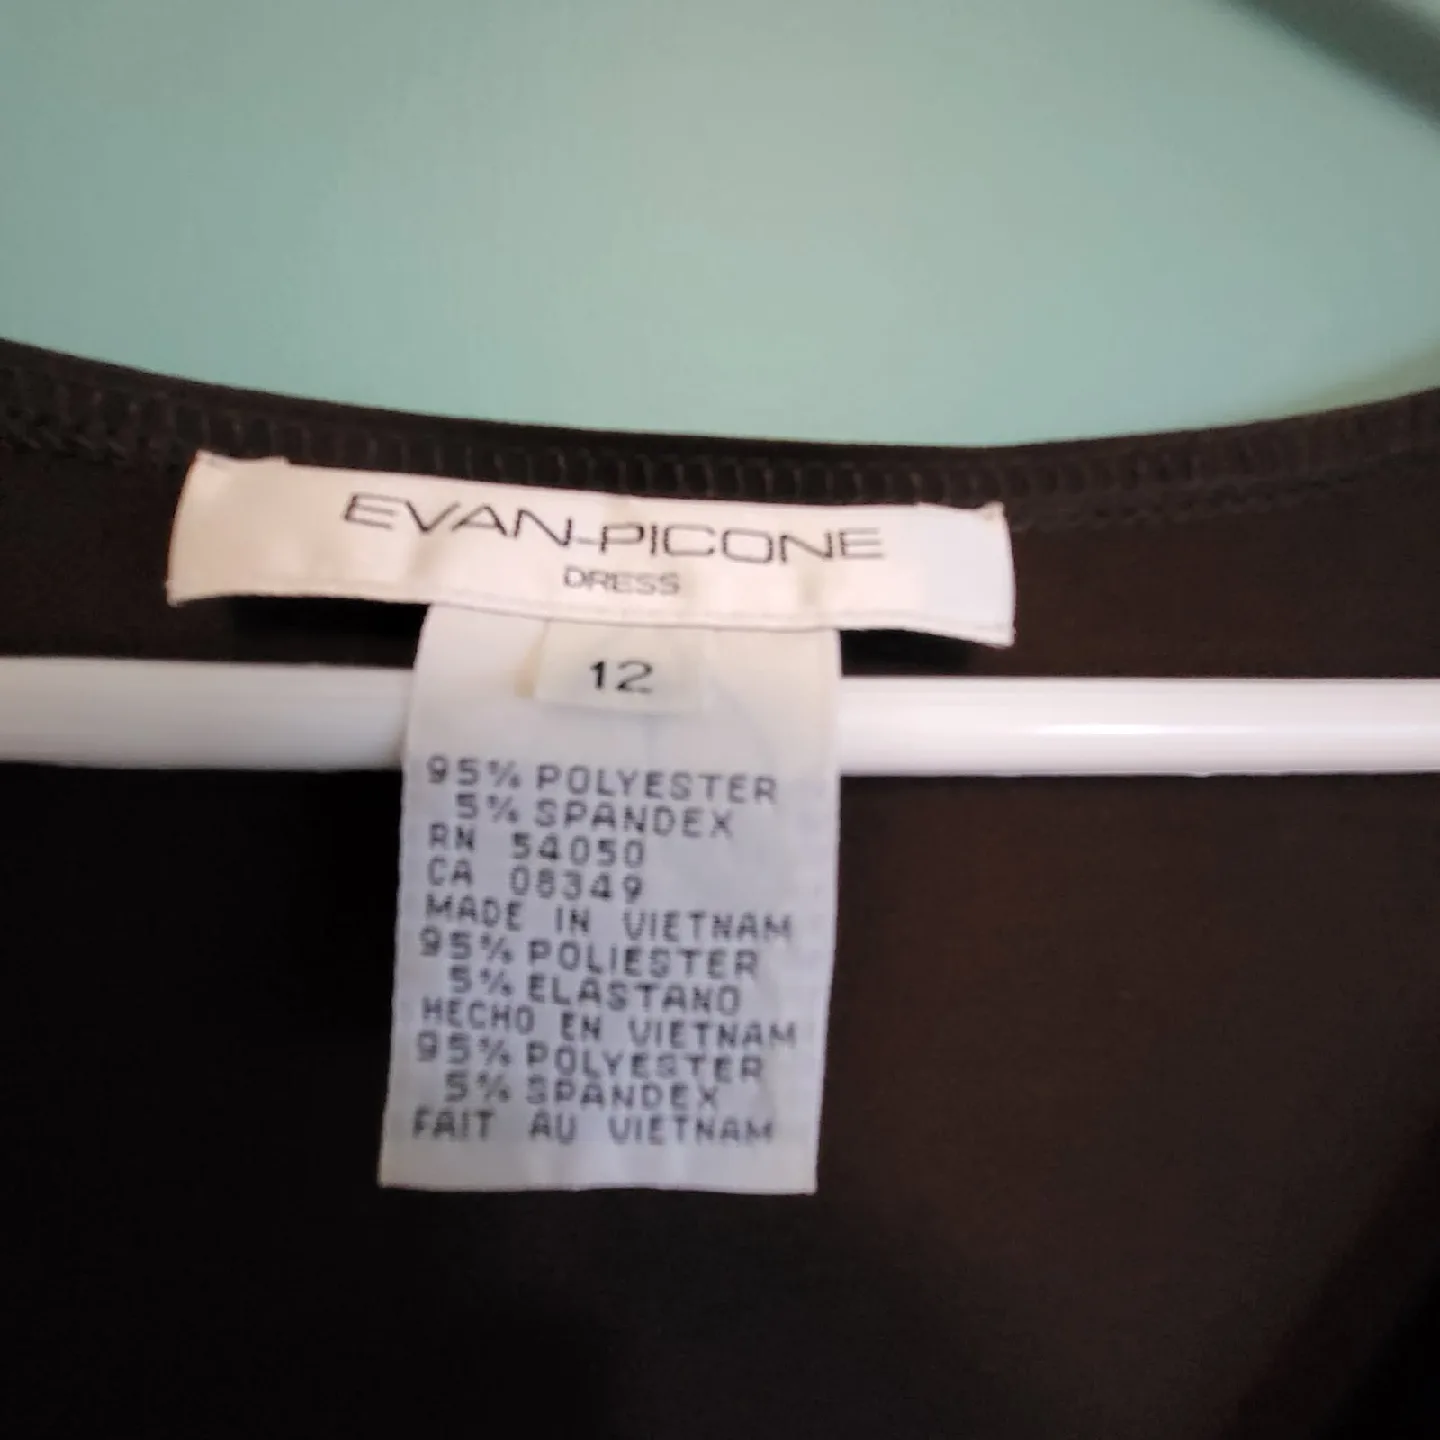 EVAN-PICONE
DRESS
12
95% POLYESTER
5% SPANDEX
RN 54050
CA 08349
MADE IN VIETNAM
95% POLIESTER
5% ELASTANO
HECHO EN VIETNAM
95% POLYESTER
5% SPANDEX
FAIT AU VIETNAM